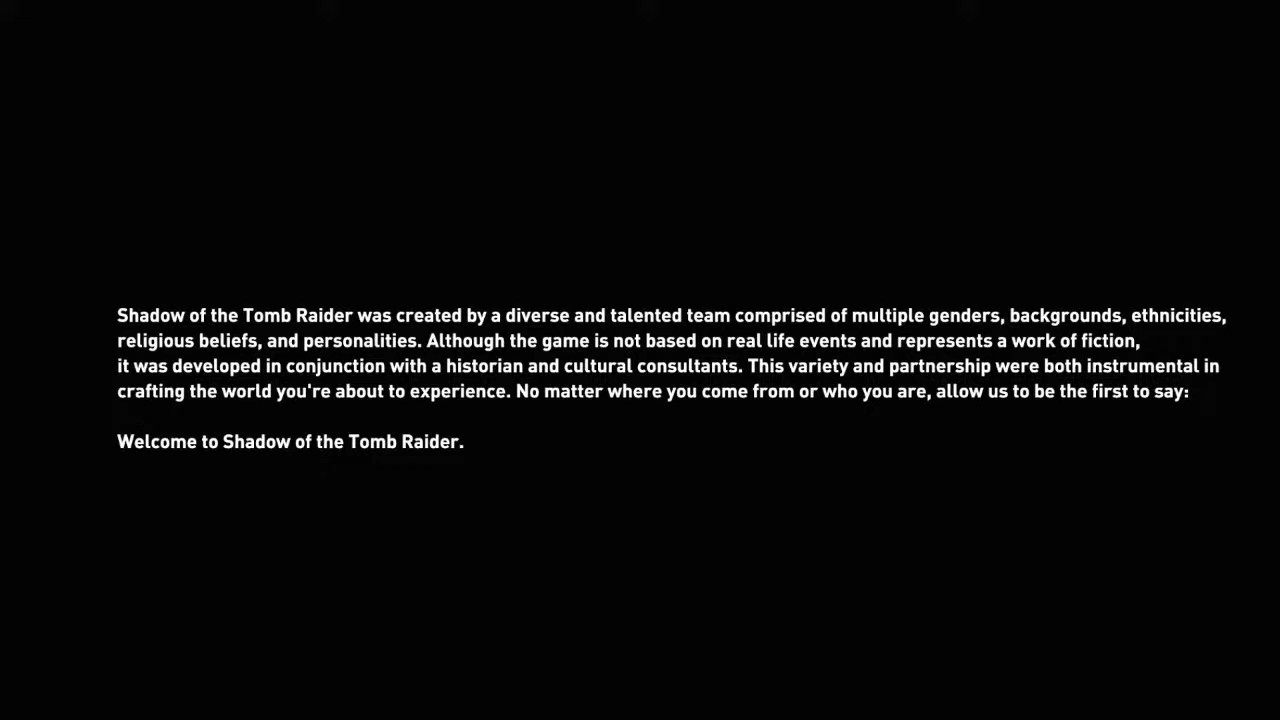 Shadow of the Tomb Raider was created by a diverse and talented team comprised of multiple genders, backgrounds, ethnicities,
religious beliefs, and personalities. Although the game is not based on real life events and represents a work of fiction,
it was developed in conjunction with a historian and cultural consultants. This variety and partnership were both instrumental in
crafting the world you're about to experience. No matter where you come from or who you are, allow us to be the first to say:
Welcome to Shadow of the Tomb Raider.